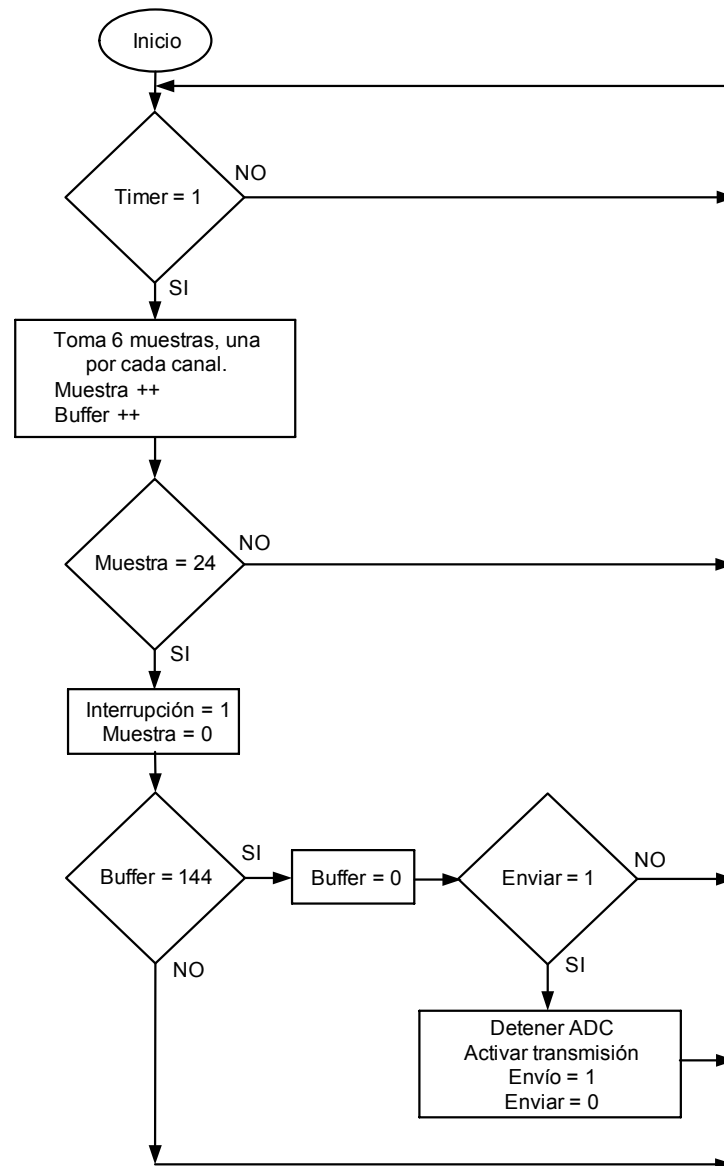 Inicio
Timer = 1
NO
SI
Toma 6 muestras, una
por cada canal.
Muestra ++
Buffer ++
Muestra = 24
NO
SI
Interrupción = 1
Muestra = 0
Buffer = 144
SI
NO
Buffer = 0
Enviar = 1
NO
SI
Detener ADC
Activar transmisión
Envío = 1
Enviar = 0